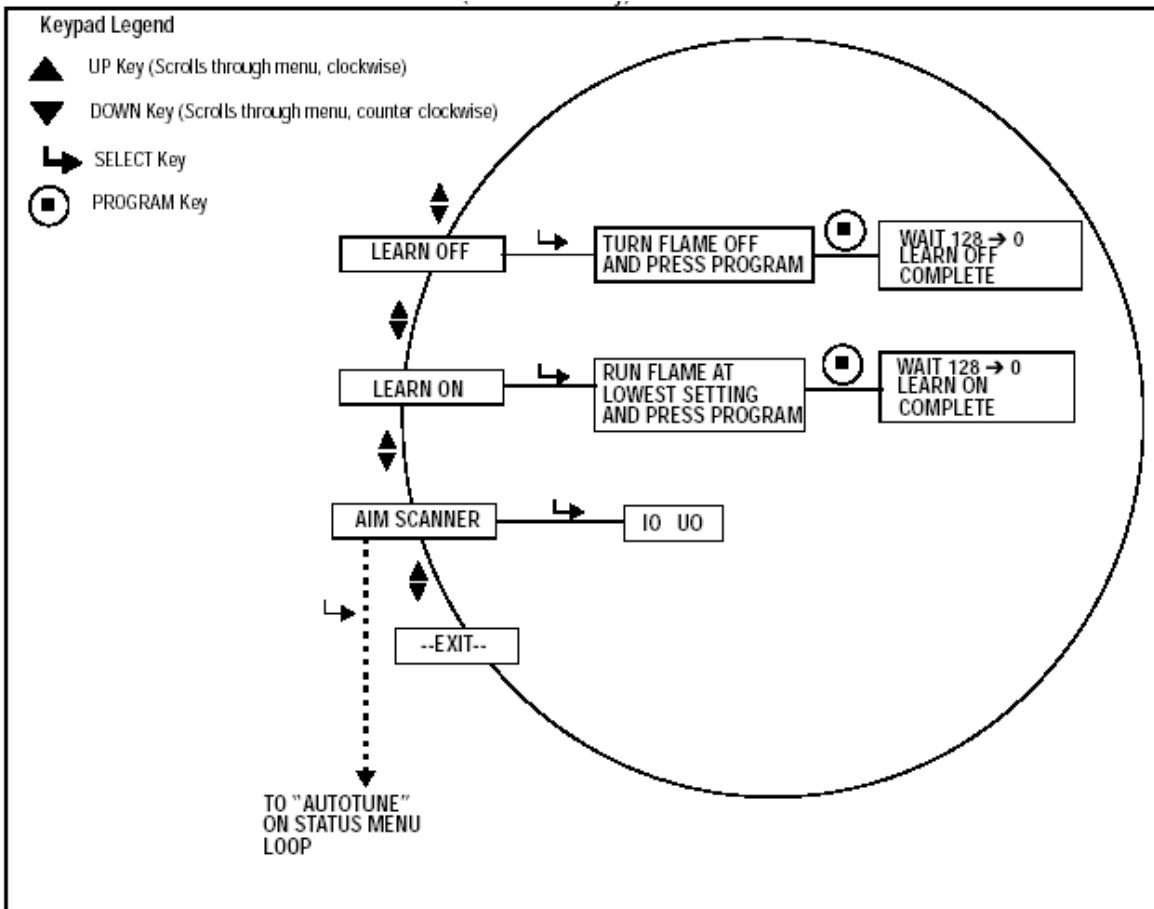 Keypad Legend
UP Key (Scrolls through menu, clockwise)
DOWN Key (Scrolls through menu, counter clockwise)
SELECT Key
PROGRAM Key
LEARN OFF
TURN FLAME OFF
AND PRESS PROGRAM
WAIT 128 → 0
LEARN OFF
COMPLETE
LEARN ON
RUN FLAME AT
LOWEST SETTING
AND PRESS PROGRAM
WAIT 128 → 0
LEARN ON
COMPLETE
AIM SCANNER
IO UO
--EXIT--
TO "AUTOTUNE"
ON STATUS MENU
LOOP